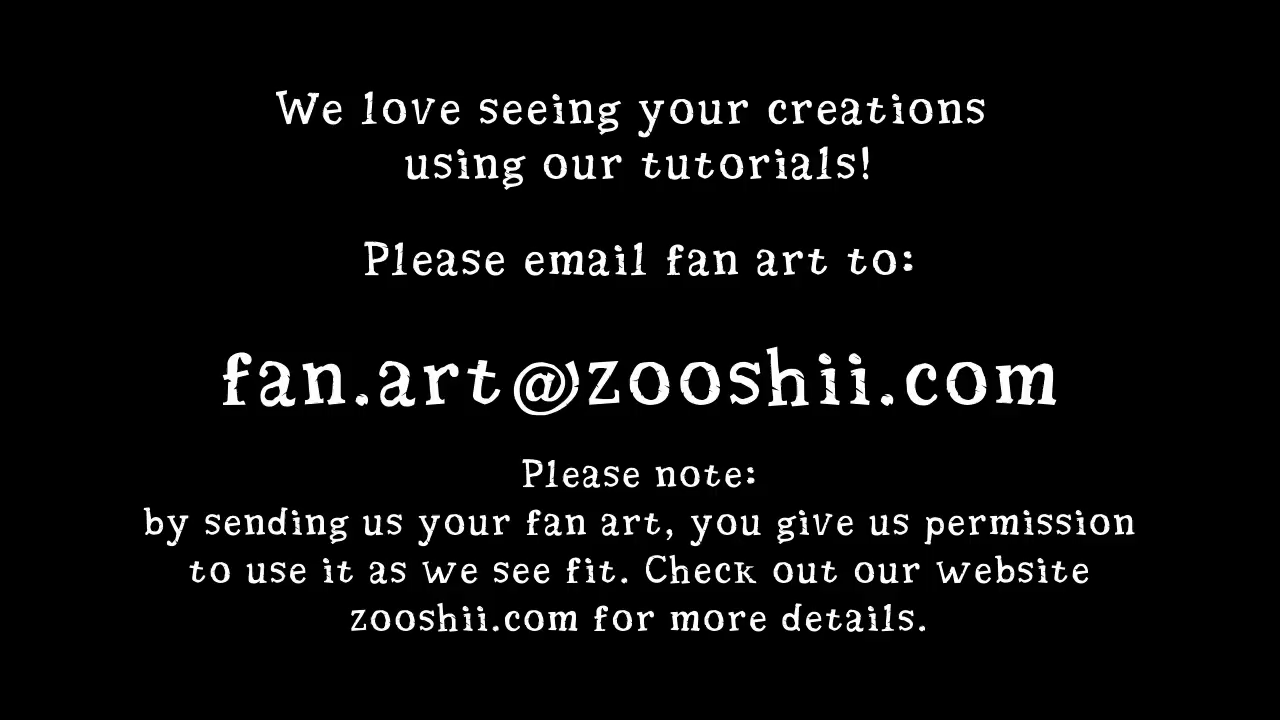 We love seeing your creations
using our tutorials!
Please email fan art to:
fan.art@zooshii.com
Please note:
by sending us your fan art, you give us permission
to use it as we see fit. Check out our website
zooshii.com for more details.